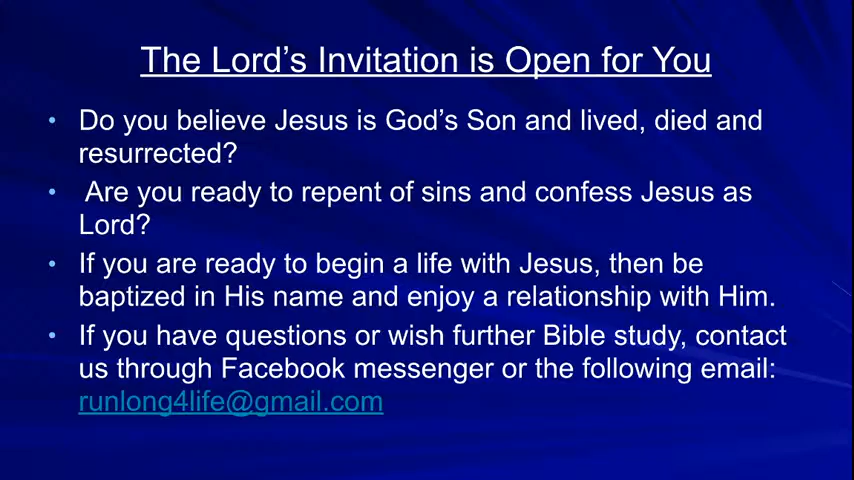 The Lord’s Invitation is Open for You
• Do you believe Jesus is God’s Son and lived, died and
resurrected?
• Are you ready to repent of sins and confess Jesus as
Lord?
• If you are ready to begin a life with Jesus, then be
baptized in His name and enjoy a relationship with Him.
• If you have questions or wish further Bible study, contact
us through Facebook messenger or the following email:
runlong4life@gmail.com